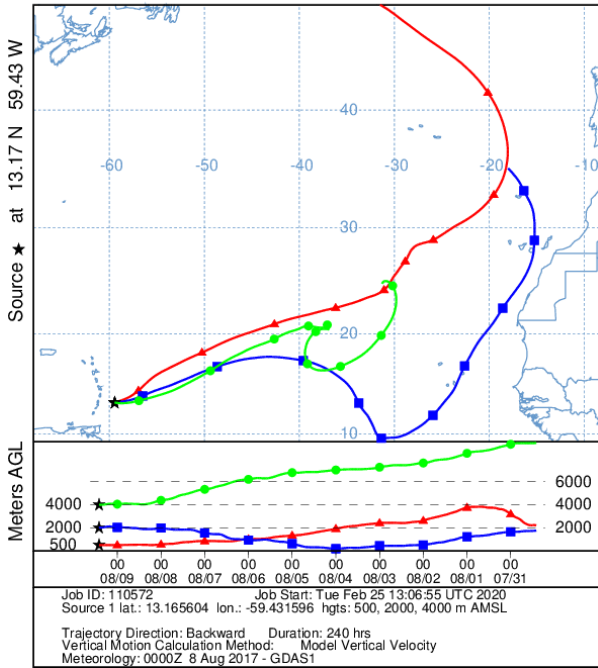 Source ★ at 13.17 N 59.43 W
40
-60 -50 -40 -30 -20 -10
30
20
10
Meters AGL
6000
4000 4000
2000 2000
500
00 00 00 00 00 00 00 00 00 00
08/09 08/08 08/07 08/06 08/05 08/04 08/03 08/02 08/01 07/31
Job ID: 110572 Job Start: Tue Feb 25 13:06:55 UTC 2020
Source 1 lat.: 13.165604 lon.: -59.431596 hgts: 500, 2000, 4000 m AMSL
Trajectory Direction: Backward Duration: 240 hrs
Vertical Motion Calculation Method: Model Vertical Velocity
Meteorology: 0000Z 8 Aug 2017 - GDAS1